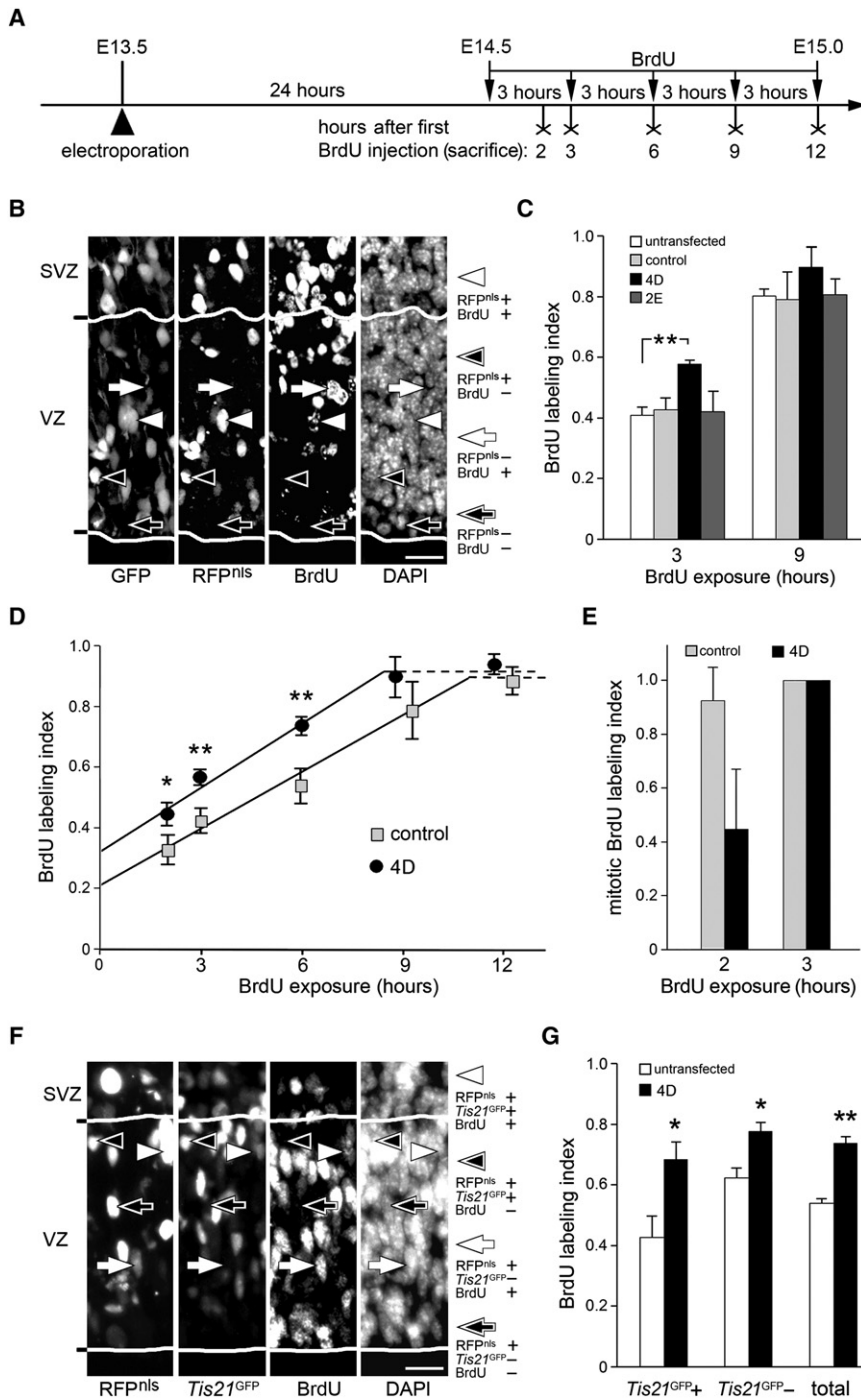 A
E13.5
E14.5
E15.0
BrdU
24 hours
3 hours
3 hours
3 hours
3 hours
electroporation
hours after first
BrdU injection (sacrifice): 2 3 6 9 12
B
SVZ
VZ
RFPnls +
BrdU +
RFPnls +
BrdU −
RFPnls −
BrdU +
RFPnls −
BrdU −
GFP RFPnls BrdU DAPI
C
BrdU labeling index
1.0
0.8
0.6
0.4
0.2
0
untransfected
control
4D
2E
**
3 9
BrdU exposure (hours)
D
BrdU labeling index
1.0
0.8
0.6
0.4
0.2
0
* ** **
control
4D
0 3 6 9 12
BrdU exposure (hours)
E
mitotic BrdU labeling index
1.0
0.8
0.6
0.4
0.2
0
control 4D
2 3
BrdU exposure (hours)
F
SVZ
VZ
RFPnls +
Tis21GFP +
BrdU +
RFPnls +
Tis21GFP +
BrdU −
RFPnls +
Tis21GFP −
BrdU +
RFPnls +
Tis21GFP −
BrdU −
RFPnls Tis21GFP BrdU DAPI
G
BrdU labeling index
1.0
0.8
0.6
0.4
0.2
0
untransfected
4D
* * **
Tis21GFP+ Tis21GFP− total